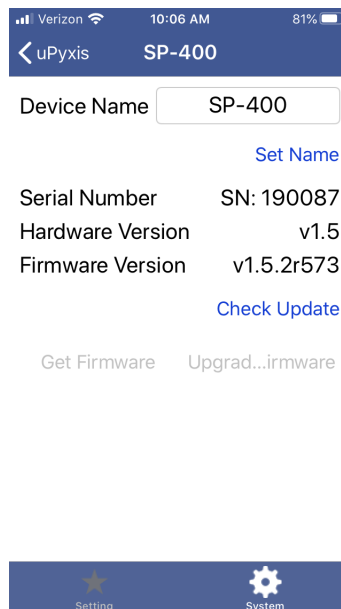 Verizon 10:06 AM 81%
uPyxis SP-400
Device Name SP-400
Set Name
Serial Number SN: 190087
Hardware Version v1.5
Firmware Version v1.5.2r573
Check Update
Get Firmware Upgrad...irmware
Setting System